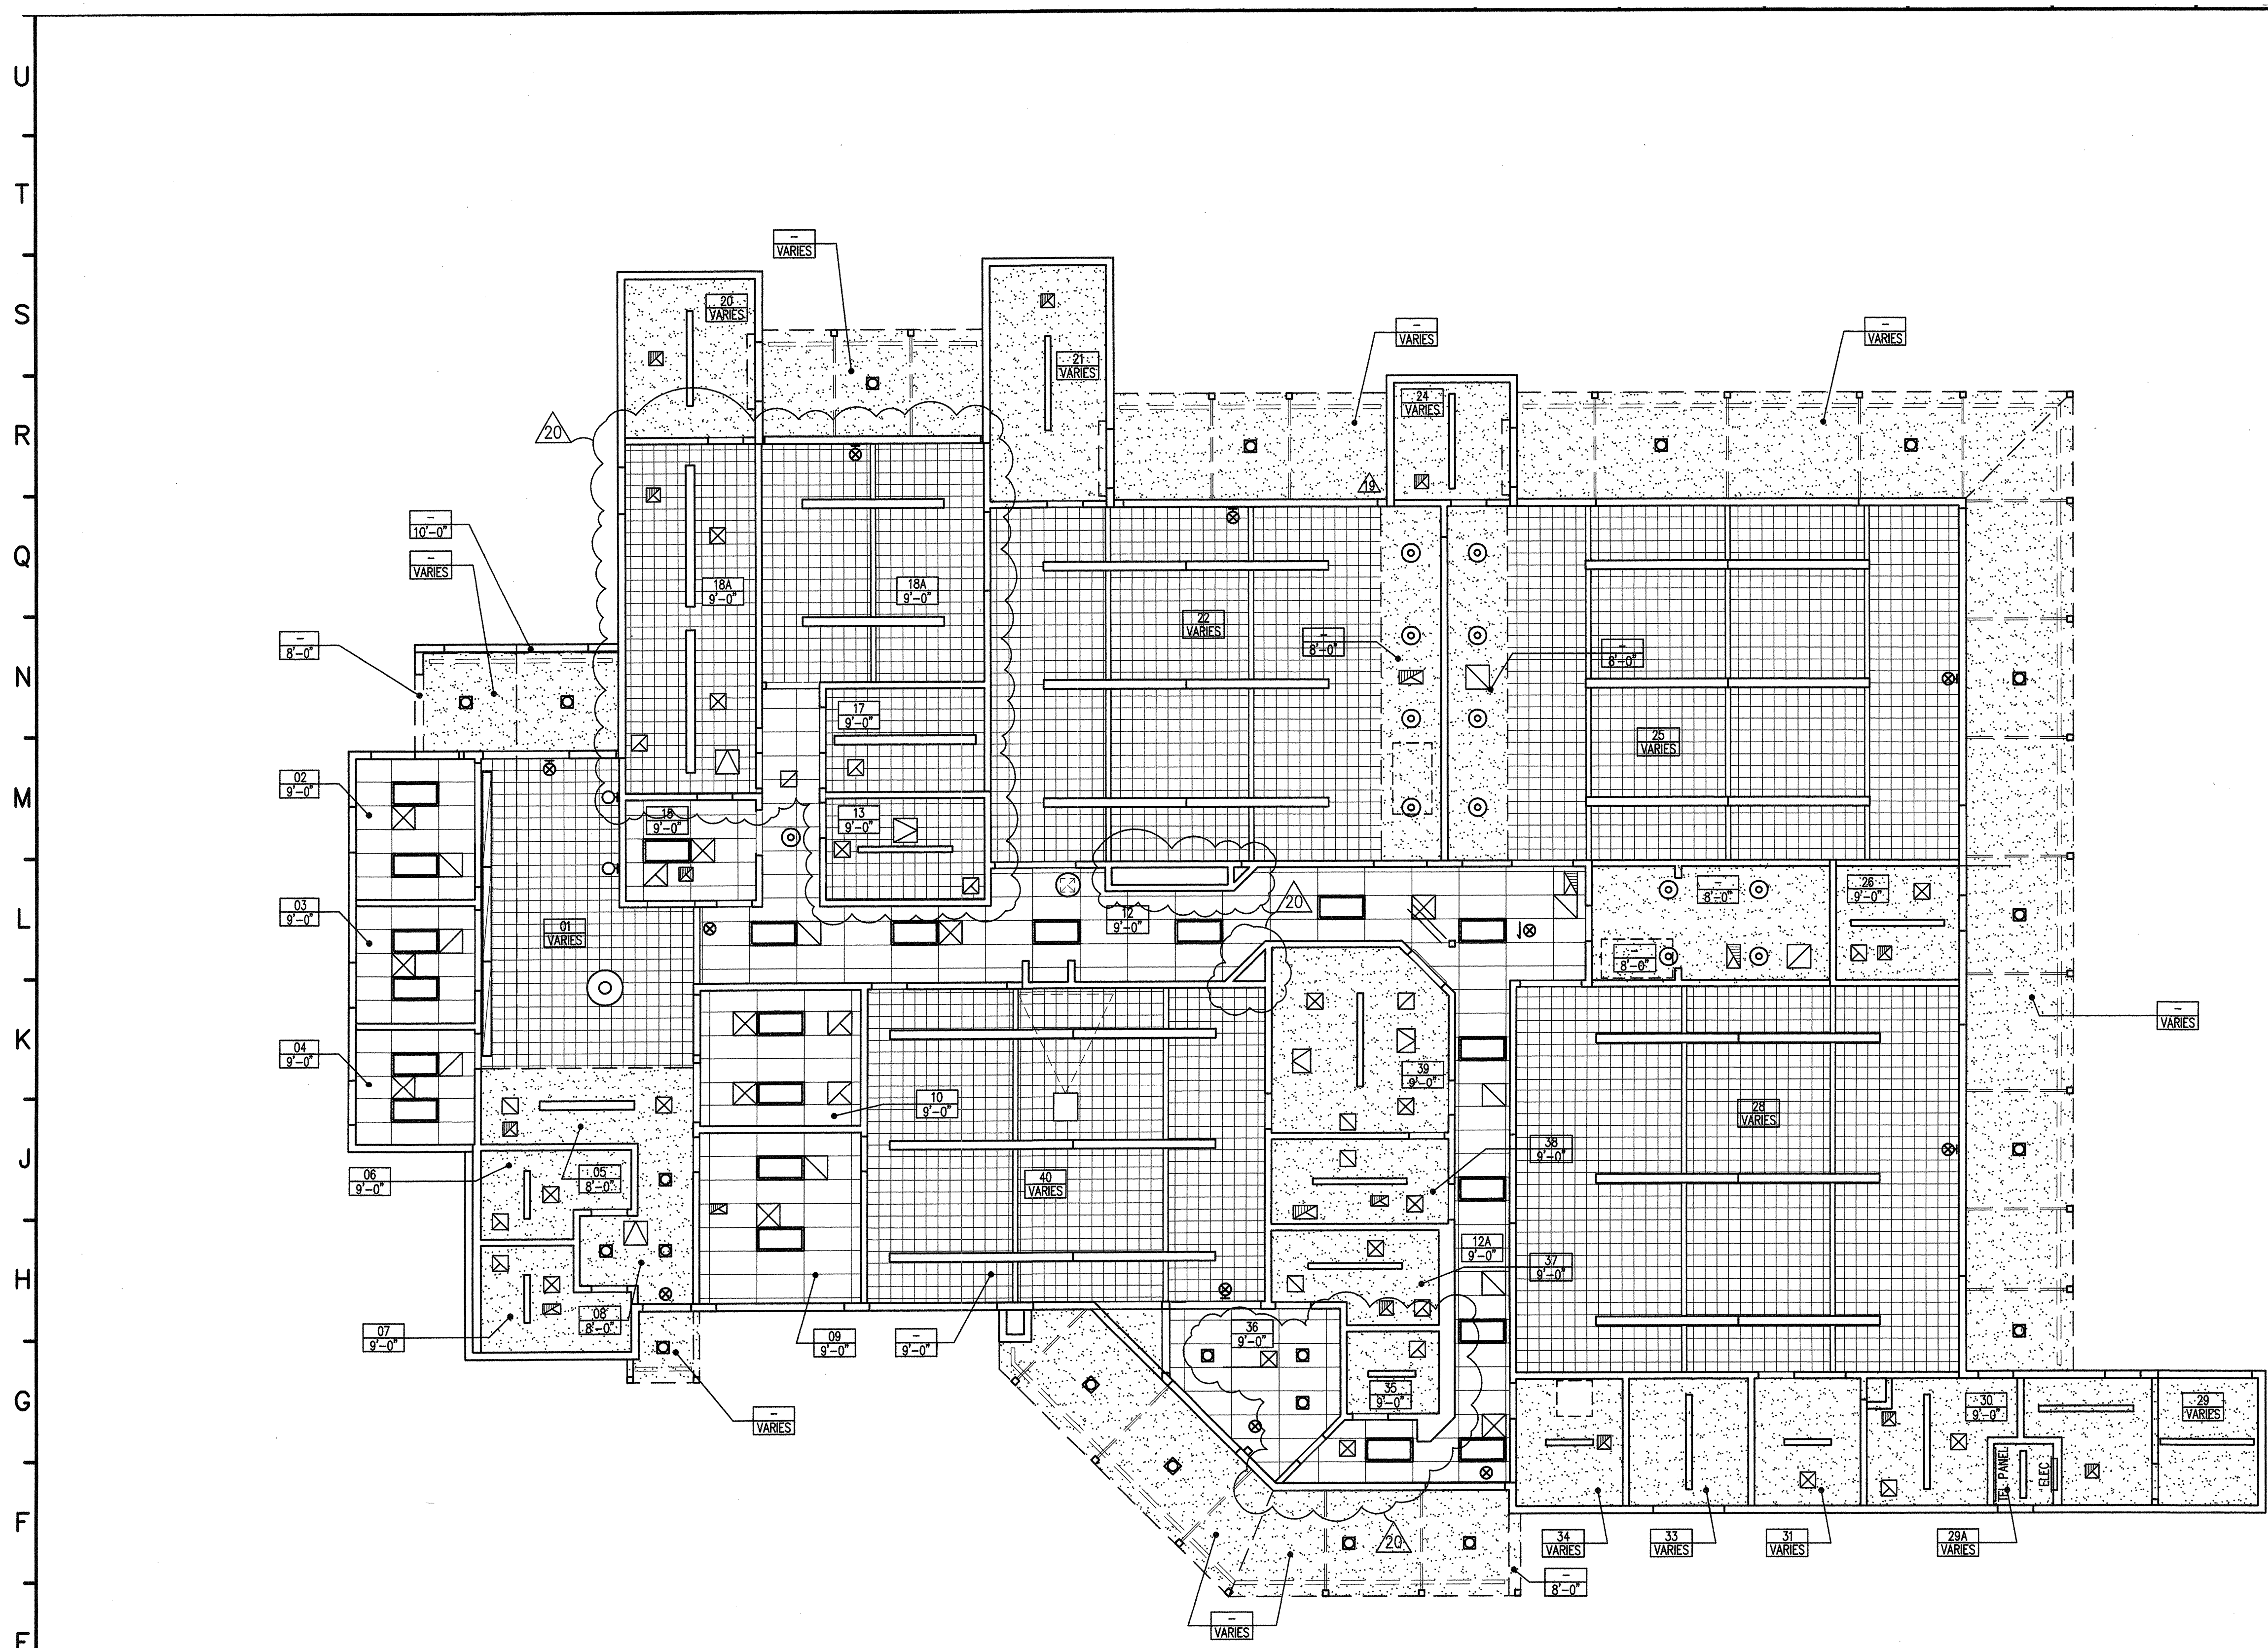 U
T
S
R
Q
N
M
L
K
J
H
G
F
E
–
VARIES
20
VARIES
21
VARIES
–
VARIES
–
VARIES
24
VARIES
20
19
–
10'-0"
–
VARIES
18A
9'-0"
18A
9'-0"
22
VARIES
–
8'-0"
–
8'-0"
–
8'-0"
17
9'-0"
25
VARIES
02
9'-0"
15
9'-0"
13
9'-0"
–
8'-0"
26
9'-0"
20
03
9'-0"
01
VARIES
12
9'-0"
–
8'-0"
–
VARIES
04
9'-0"
39
9'-0"
10
9'-0"
28
VARIES
38
9'-0"
06
9'-0"
05
8'-0"
40
VARIES
12A
9'-0"
37
9'-0"
08
8'-0"
07
9'-0"
09
9'-0"
–
9'-0"
36
9'-0"
35
9'-0"
30
9'-0"
29
VARIES
–
VARIES
TEL PANEL
ELEC
20
34
VARIES
33
VARIES
31
VARIES
29A
VARIES
–
8'-0"
–
VARIES